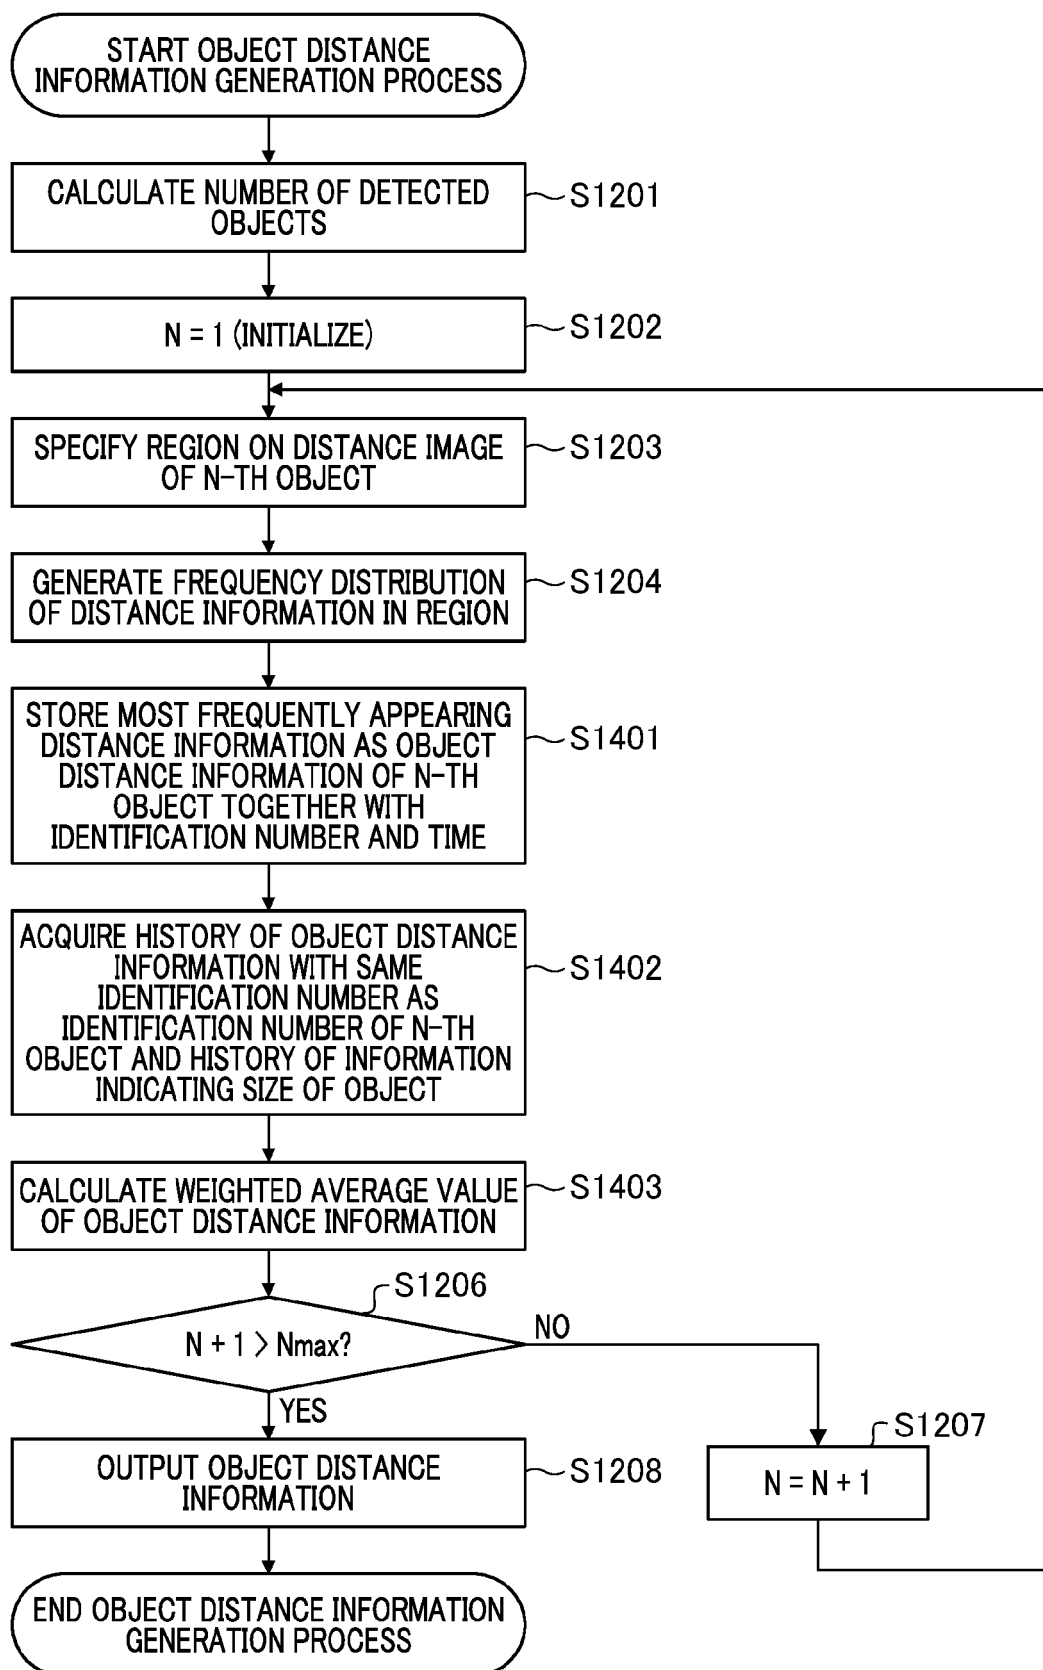 START OBJECT DISTANCE
INFORMATION GENERATION PROCESS
CALCULATE NUMBER OF DETECTED
OBJECTS
S1201
N = 1 (INITIALIZE)
S1202
SPECIFY REGION ON DISTANCE IMAGE
OF N-TH OBJECT
S1203
GENERATE FREQUENCY DISTRIBUTION
OF DISTANCE INFORMATION IN REGION
S1204
STORE MOST FREQUENTLY APPEARING
DISTANCE INFORMATION AS OBJECT
DISTANCE INFORMATION OF N-TH
OBJECT TOGETHER WITH
IDENTIFICATION NUMBER AND TIME
S1401
ACQUIRE HISTORY OF OBJECT DISTANCE
INFORMATION WITH SAME
IDENTIFICATION NUMBER AS
IDENTIFICATION NUMBER OF N-TH
OBJECT AND HISTORY OF INFORMATION
INDICATING SIZE OF OBJECT
S1402
CALCULATE WEIGHTED AVERAGE VALUE
OF OBJECT DISTANCE INFORMATION
S1403
S1206
N + 1 > Nmax?
NO
YES
S1207
N = N + 1
OUTPUT OBJECT DISTANCE
INFORMATION
S1208
END OBJECT DISTANCE INFORMATION
GENERATION PROCESS